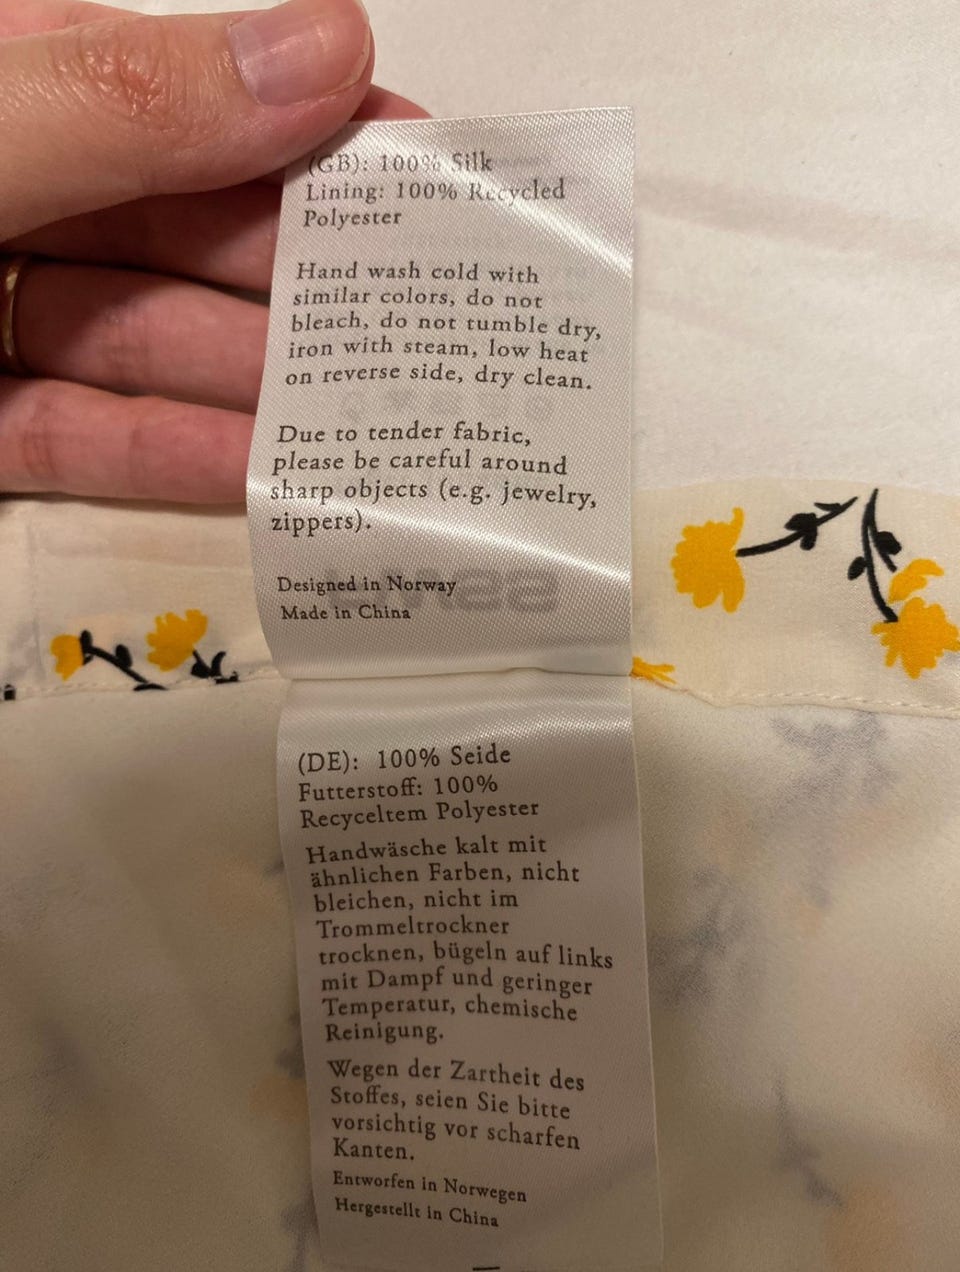 (GB): 100% Silk
Lining: 100% Recycled
Polyester
Hand wash cold with
similar colors, do not
bleach, do not tumble dry,
iron with steam, low heat
on reverse side, dry clean.
Due to tender fabric,
please be careful around
sharp objects (e.g. jewelry,
zippers).
Designed in Norway
Made in China
(DE): 100% Seide
Futterstoff: 100%
Recyceltem Polyester
Handwäsche kalt mit
ähnlichen Farben, nicht
bleichen, nicht im
Trommeltrockner
trocknen, bügeln auf links
mit Dampf und geringer
Temperatur, chemische
Reinigung.
Wegen der Zartheit des
Stoffes, seien Sie bitte
vorsichtig vor scharfen
Kanten.
Entworfen in Norwegen
Hergestellt in China